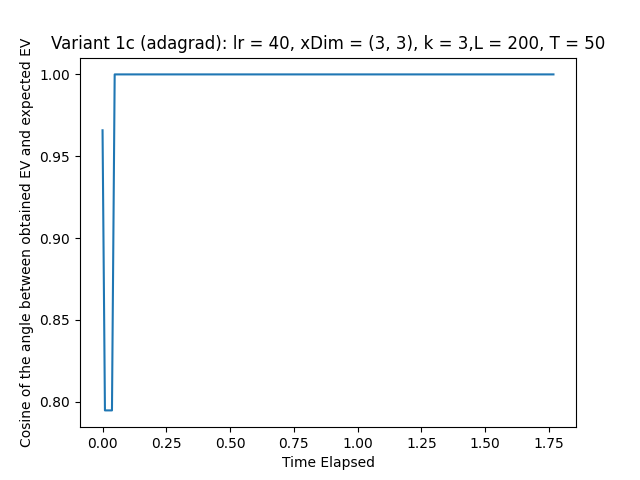 Variant 1c (adagrad): lr = 40, xDim = (3, 3), k = 3,L = 200, T = 50
Cosine of the angle between obtained EV and expected EV
1.00
0.95
0.90
0.85
0.80
0.00 0.25 0.50 0.75 1.00 1.25 1.50 1.75
Time Elapsed